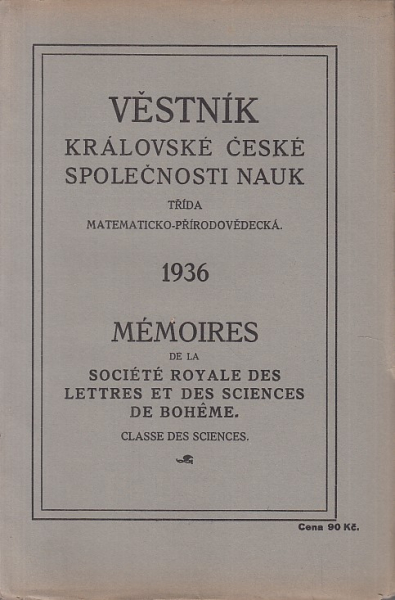 VĚSTNÍK
KRÁLOVSKÉ ČESKÉ
SPOLEČNOSTI NAUK
TŘÍDA
MATEMATICKO-PŘÍRODOVĚDECKÁ.
1936
MÉMOIRES
DE LA
SOCIÉTÉ ROYALE DES
LETTRES ET DES SCIENCES
DE BOHÊME.
CLASSE DES SCIENCES.
Cena 90 Kč.